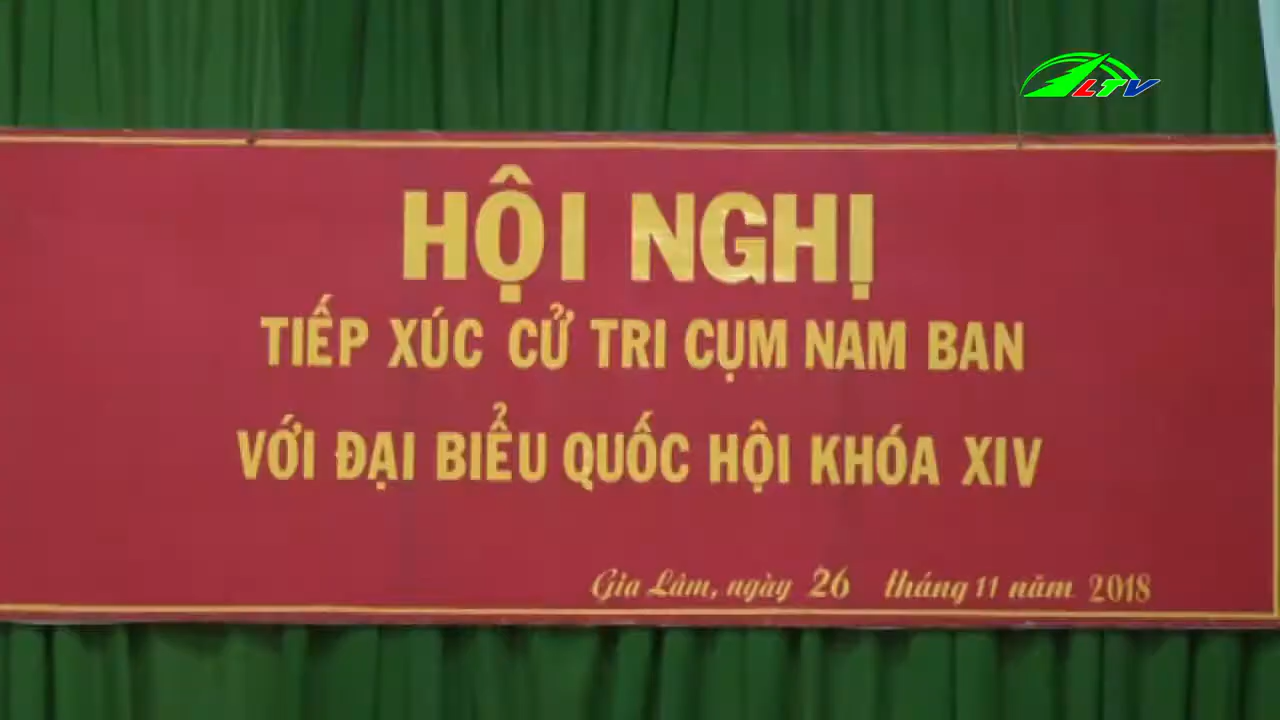 LTV
HỘI NGHỊ
TIẾP XÚC CỬ TRI CỤM NAM BAN
VỚI ĐẠI BIỂU QUỐC HỘI KHÓA XIV
Gia Lâm, ngày 26 tháng 11 năm 2018